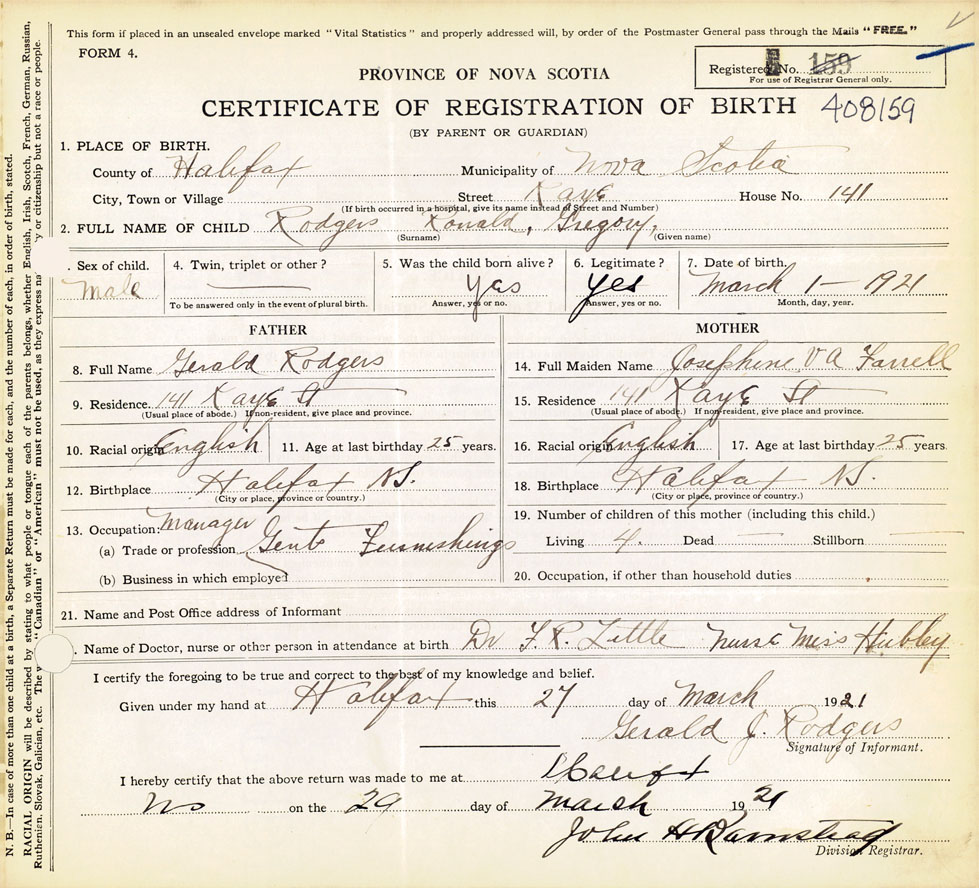 This form if placed in an unsealed envelope marked "Vital Statistics" and properly addressed will, by order of the Postmaster General pass through the Mails "FREE."
FORM 4.
Registered No. 159
For use of Registrar General only.
PROVINCE OF NOVA SCOTIA
CERTIFICATE OF REGISTRATION OF BIRTH 408159
(BY PARENT OR GUARDIAN)
1. PLACE OF BIRTH.
County of Halifax Municipality of Nova Scotia
City, Town or Village Street Kaye House No. 141
(If birth occurred in a hospital, give its name instead of Street and Number)
2. FULL NAME OF CHILD Rodgers Ronald, Gregory,
(Surname) (Given name)
. Sex of child. 4. Twin, triplet or other? 5. Was the child born alive? 6. Legitimate? 7. Date of birth.
Male Yes Yes March 1 - 1921
To be answered only in the event of plural birth. Answer, yes or no. Answer, yes or no. Month, day, year.
FATHER MOTHER
8. Full Name Gerald Rodgers 14. Full Maiden Name Josephine V A Farrell
9. Residence 141 Kaye St 15. Residence 141 Kaye St
(Usual place of abode.) If non-resident, give place and province. (Usual place of abode.) If non-resident, give place and province.
10. Racial origin English 11. Age at last birthday 25 years. 16. Racial origin English 17. Age at last birthday 25 years.
12. Birthplace Halifax N.S. 18. Birthplace Halifax N.S.
(City or place, province or country.) (City or place, province or country.)
13. Occupation: Manager 19. Number of children of this mother (including this child.)
(a) Trade or profession Gents Furnishings Living 4. Dead Stillborn
(b) Business in which employed 20. Occupation, if other than household duties
21. Name and Post Office address of Informant
. Name of Doctor, nurse or other person in attendance at birth Dr F. R. Little Nurse Miss Hubley
I certify the foregoing to be true and correct to the best of my knowledge and belief.
Given under my hand at Halifax this 27 day of March 1921
Gerald J. Rodgers
Signature of Informant.
I hereby certify that the above return was made to me at Halifax
NS on the 29 day of March 1921
John H Barnstead
Division Registrar.
N. B.—In case of more than one child at a birth, a Separate Return must be made for each, and the number of each, in order of birth, stated.
RACIAL ORIGIN will be described by stating to what people or tongue each of the parents belongs, whether English, Irish, Scotch, French, German, Russian,
Ruthenian, Slovak, Galician, etc. The "Canadian" or "American" must not be used, as they express na y or citizenship but not a race or people.